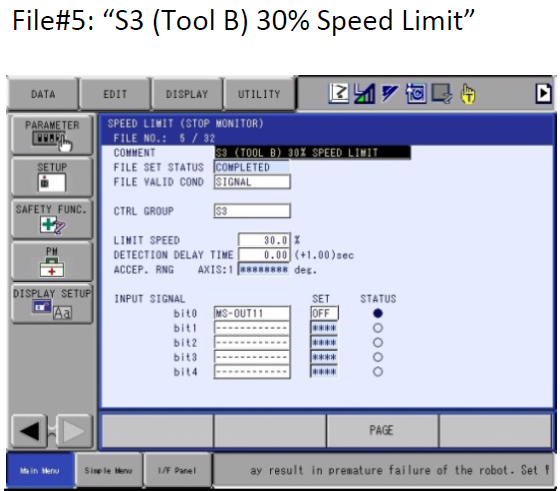 File#5: “S3 (Tool B) 30% Speed Limit”
DATA EDIT DISPLAY UTILITY
PARAMETER
SETUP
SAFETY FUNC.
PM
DISPLAY SETUP
Aa
SPEED LIMIT (STOP MONITOR)
FILE NO.: 5 / 32
COMMENT S3 (TOOL B) 30% SPEED LIMIT
FILE SET STATUS COMPLETED
FILE VALID COND SIGNAL
CTRL GROUP S3
LIMIT SPEED 30.0 %
DETECTION DELAY TIME 0.00 (+1.00)sec
ACCEP. RNG AXIS:1 ******** deg.
INPUT SIGNAL SET STATUS
bit0 MS-OUT11 OFF
bit1 -------------- ****
bit2 -------------- ****
bit3 -------------- ****
bit4 -------------- ****
PAGE
Main Menu Simple Menu I/F Panel ay result in premature failure of the robot. Set f